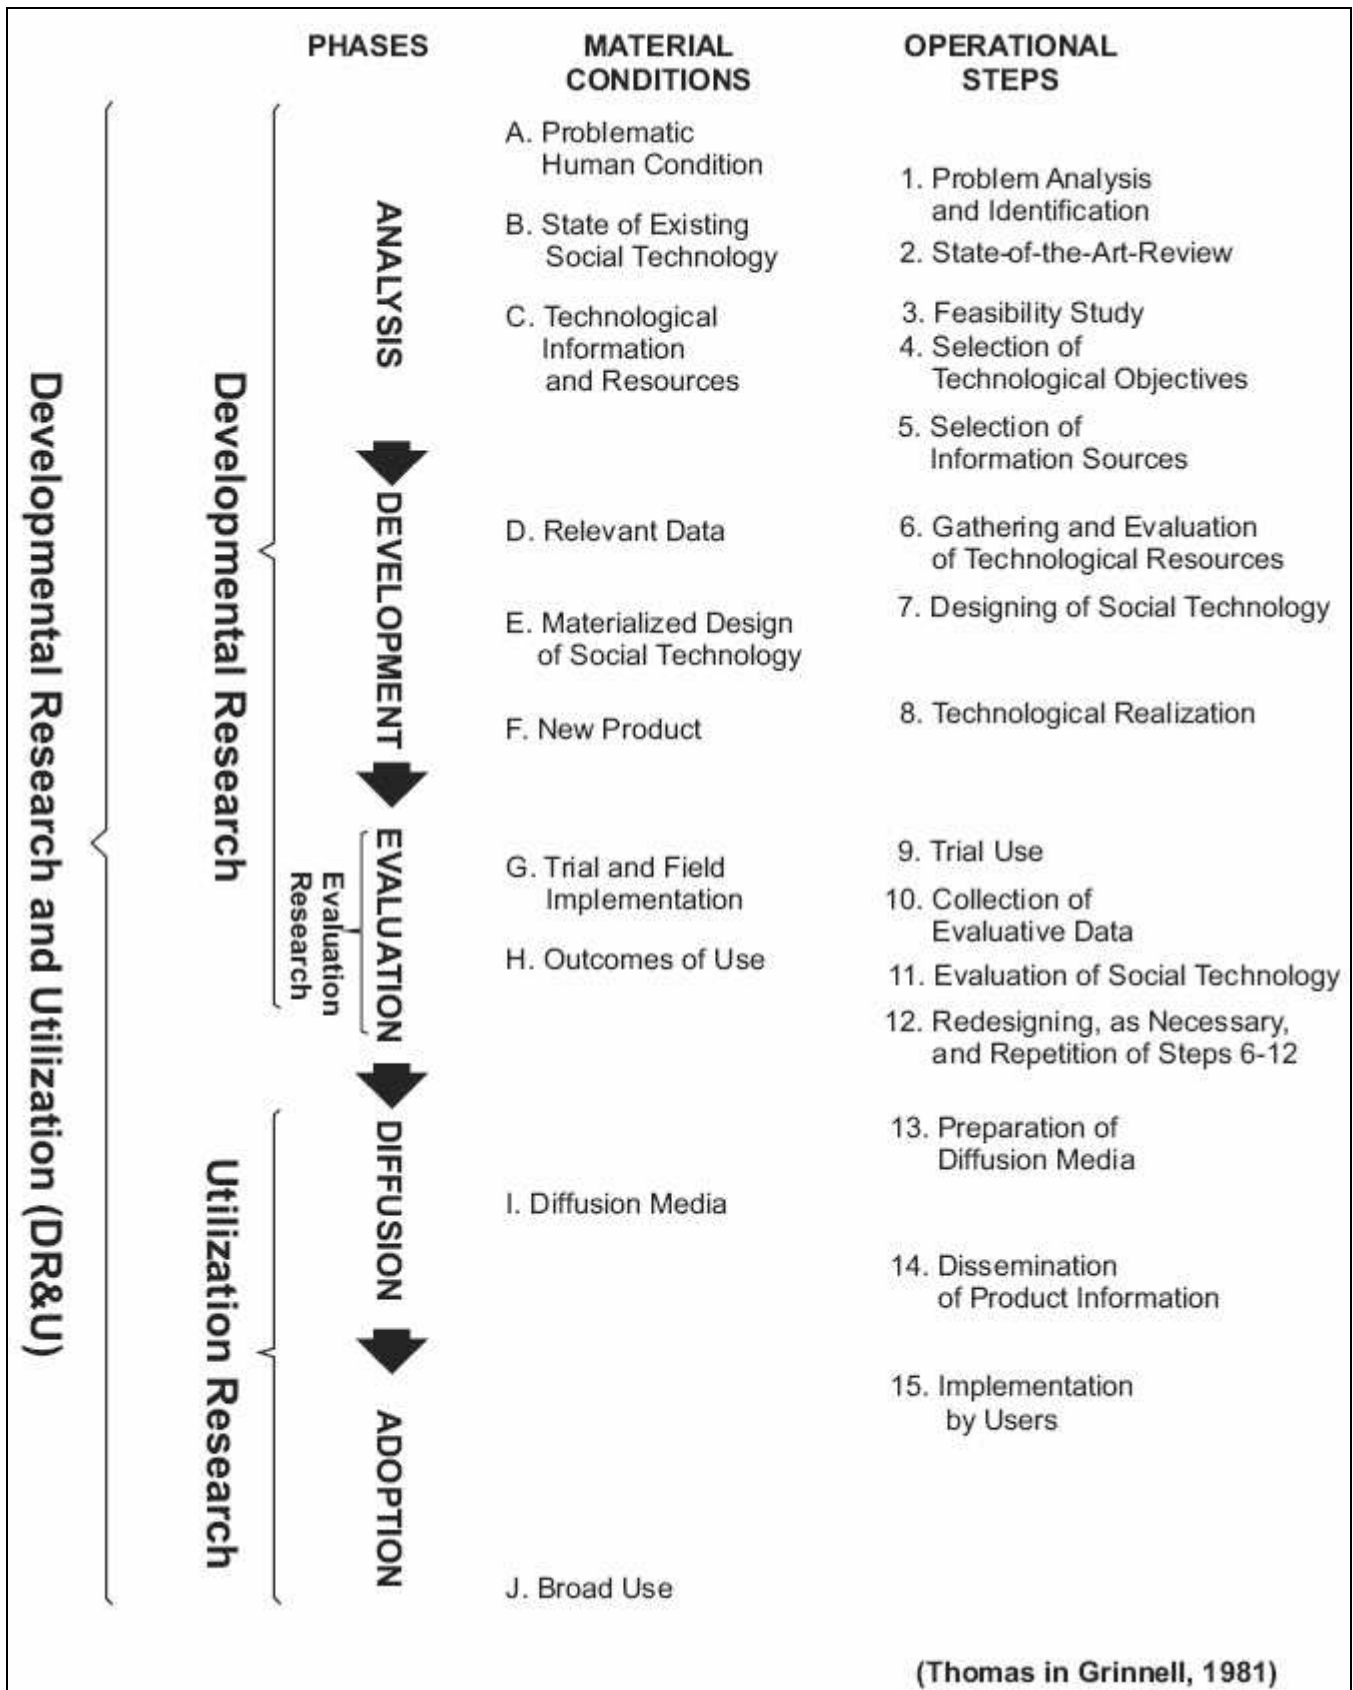 PHASES
MATERIAL
CONDITIONS
OPERATIONAL
STEPS
Developmental Research and Utilization (DR&U)
Developmental Research
Utilization Research
ANALYSIS
DEVELOPMENT
EVALUATION
Evaluation
Research
DIFFUSION
ADOPTION
A. Problematic
Human Condition
B. State of Existing
Social Technology
C. Technological
Information
and Resources
D. Relevant Data
E. Materialized Design
of Social Technology
F. New Product
G. Trial and Field
Implementation
H. Outcomes of Use
I. Diffusion Media
J. Broad Use
1. Problem Analysis
and Identification
2. State-of-the-Art-Review
3. Feasibility Study
4. Selection of
Technological Objectives
5. Selection of
Information Sources
6. Gathering and Evaluation
of Technological Resources
7. Designing of Social Technology
8. Technological Realization
9. Trial Use
10. Collection of
Evaluative Data
11. Evaluation of Social Technology
12. Redesigning, as Necessary,
and Repetition of Steps 6-12
13. Preparation of
Diffusion Media
14. Dissemination
of Product Information
15. Implementation
by Users
(Thomas in Grinnell, 1981)